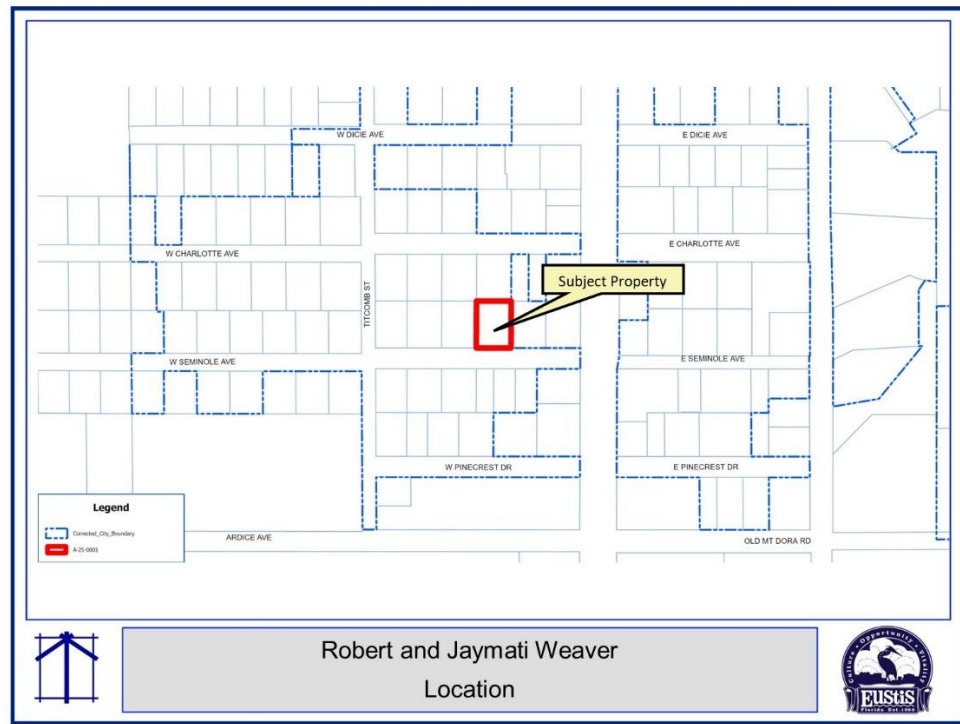 W DICIE AVE
E DICIE AVE
W CHARLOTTE AVE
E CHARLOTTE AVE
Subject Property
TITCOMB ST
W SEMINOLE AVE
E SEMINOLE AVE
W PINECREST DR
E PINECREST DR
Legend
Corrected_City_Boundary
A-25-0001
ARDICE AVE
OLD MT DORA RD
Robert and Jaymati Weaver
Location
Culture • Opportunity • Vitality
EUSTIS
Florida Est.1883